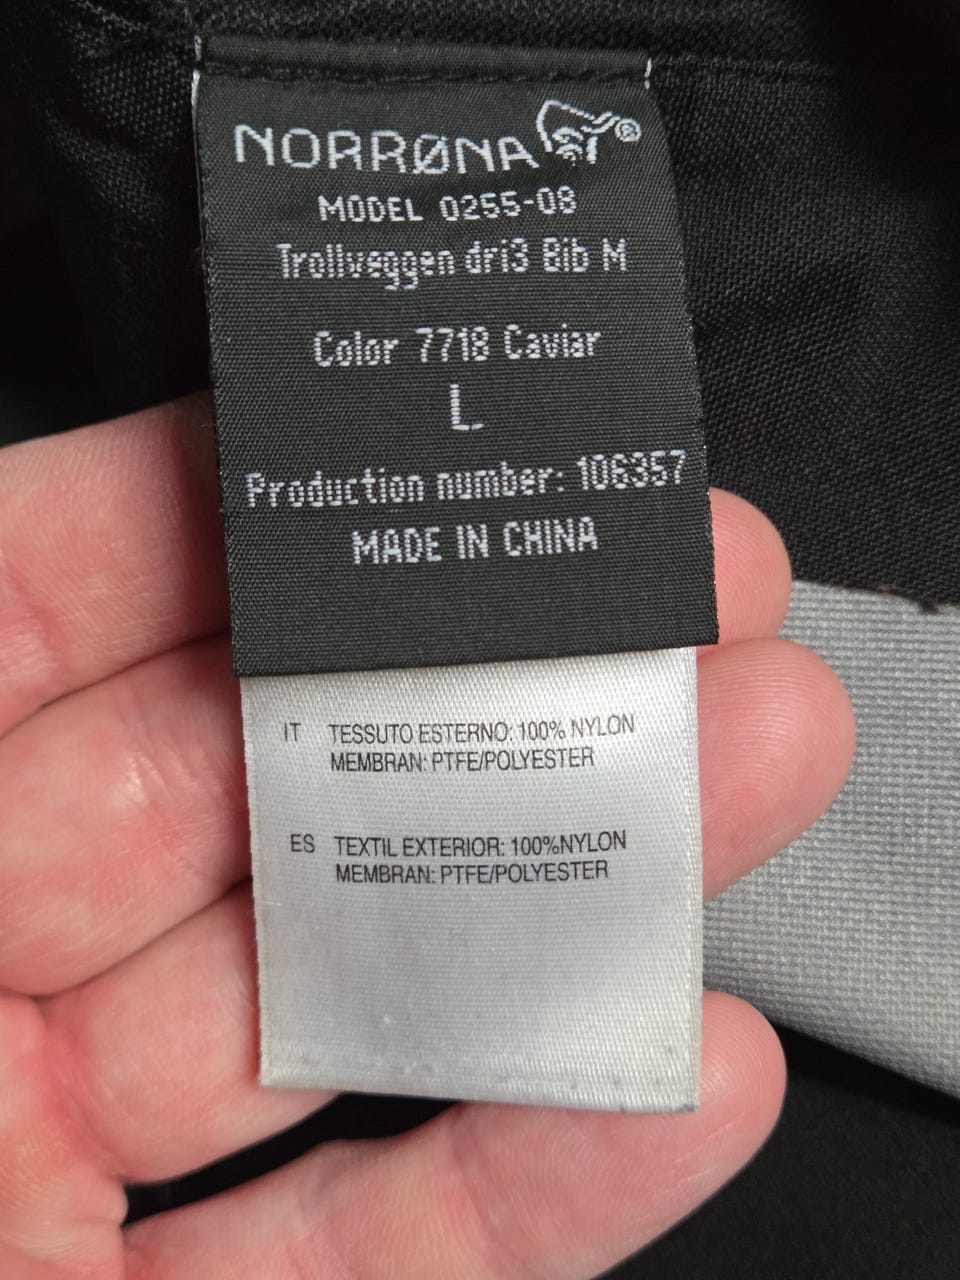 NORRØNA ®
MODEL 0255-08
Trollveggen dri3 Bib M
Color 7718 Caviar
L
Production number: 106357
MADE IN CHINA
IT TESSUTO ESTERNO: 100% NYLON
MEMBRAN: PTFE/POLYESTER
ES TEXTIL EXTERIOR: 100%NYLON
MEMBRAN: PTFE/POLYESTER